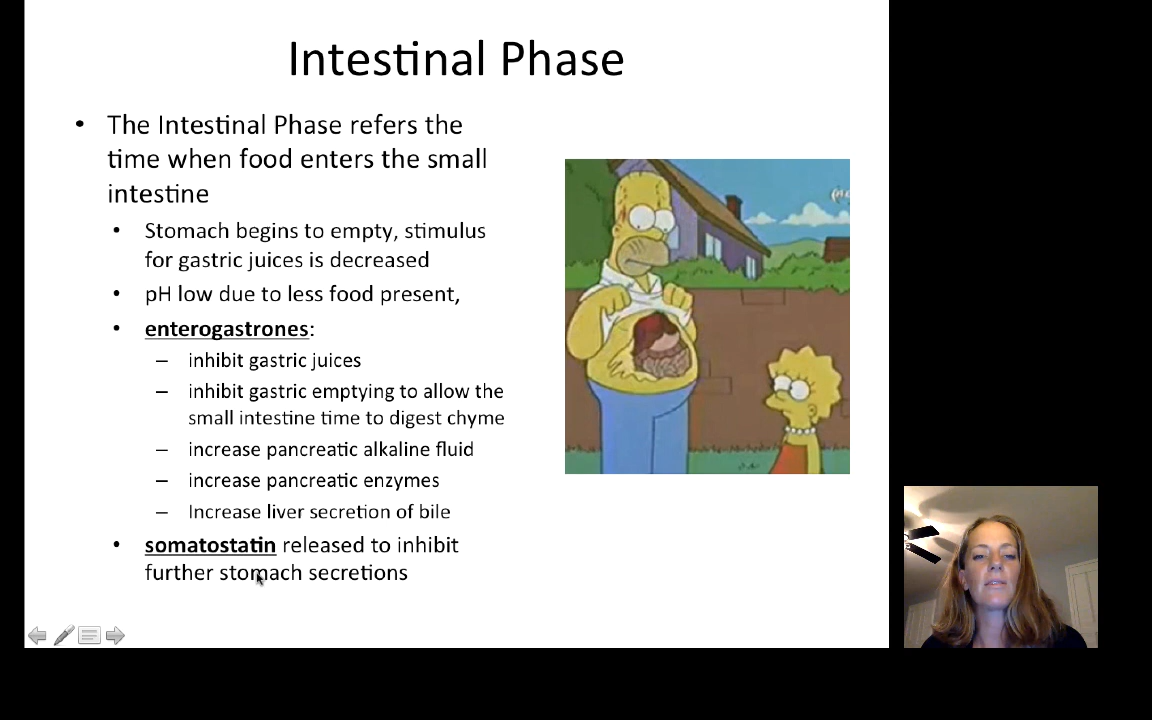 Intestinal Phase
• The Intestinal Phase refers the
time when food enters the small
intestine
• Stomach begins to empty, stimulus
for gastric juices is decreased
• pH low due to less food present,
• enterogastrones:
– inhibit gastric juices
– inhibit gastric emptying to allow the
small intestine time to digest chyme
– increase pancreatic alkaline fluid
– increase pancreatic enzymes
– Increase liver secretion of bile
• somatostatin released to inhibit
further stomach secretions